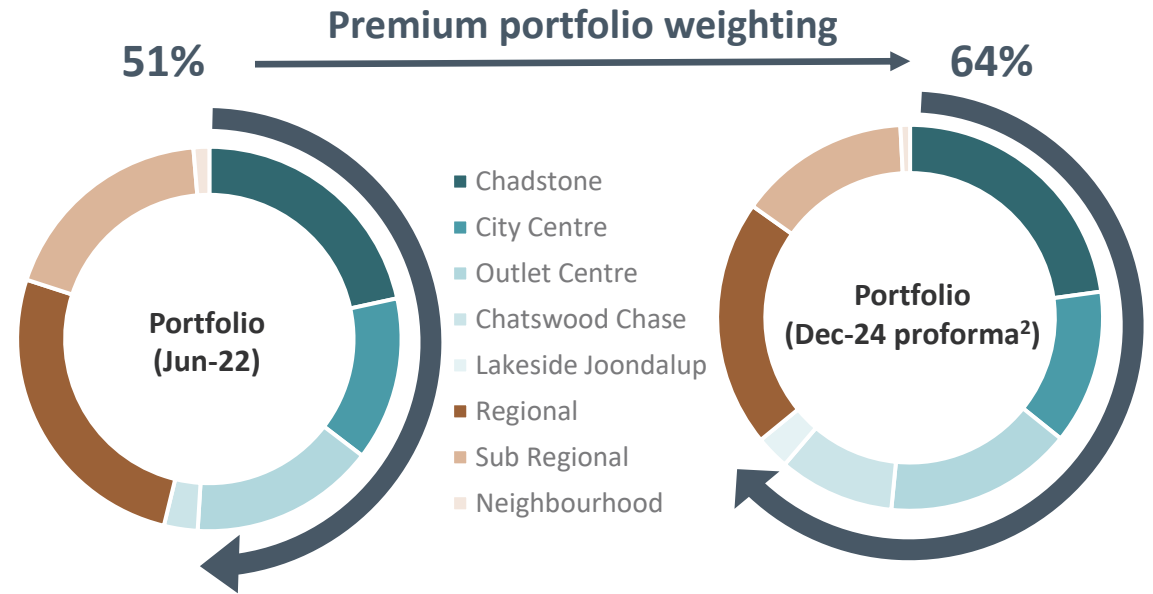 Premium portfolio weighting
51%
64%
Portfolio
(Jun-22)
Chadstone
City Centre
Outlet Centre
Chatswood Chase
Lakeside Joondalup
Regional
Sub Regional
Neighbourhood
Portfolio
(Dec-24 proforma²)